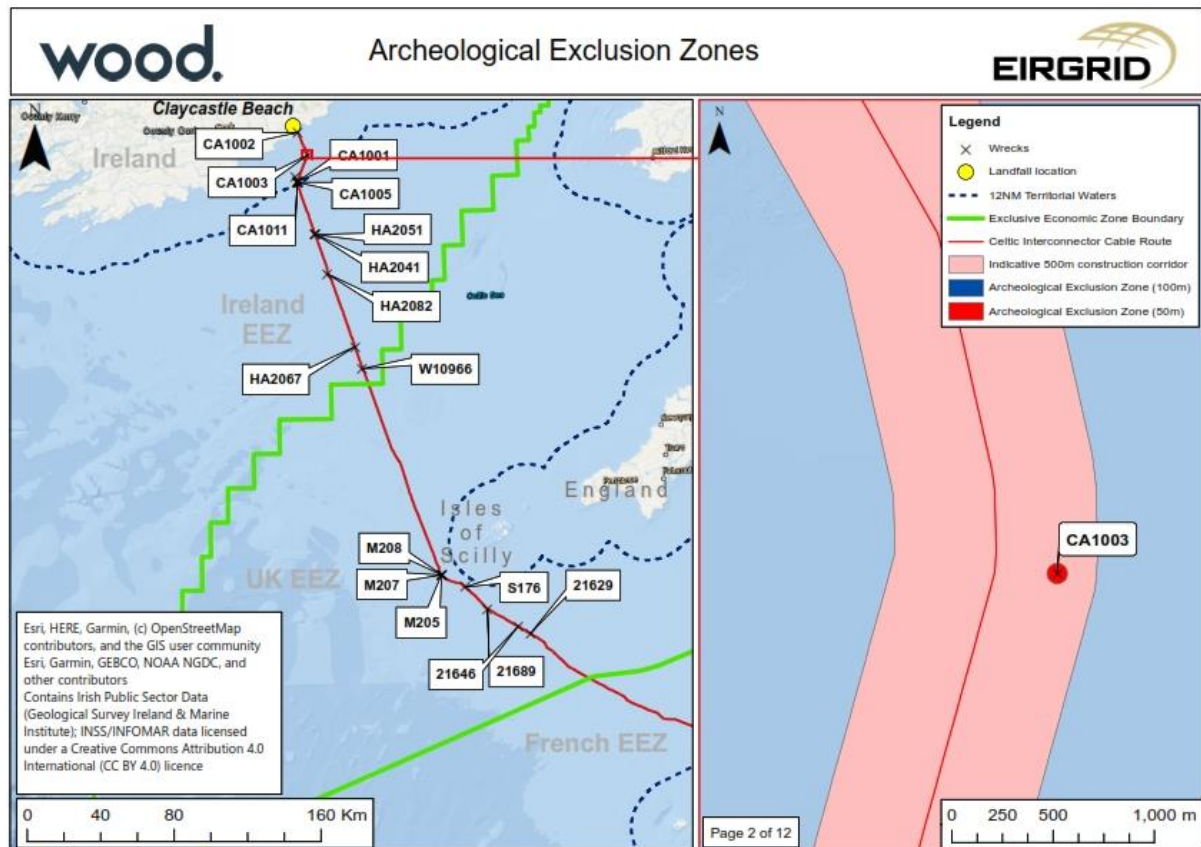 wood.
Archeological Exclusion Zones
EIRGRID
N
Claycastle Beach
Ireland
CA1002
CA1001
CA1003
CA1005
CA1011
HA2051
HA2041
HA2082
Celtic Sea
Ireland
EEZ
HA2067
W10966
England
Isles
of
Scilly
M208
UK EEZ
M207
S176
21629
M205
21646
21689
French EEZ
Esri, HERE, Garmin, (c) OpenStreetMap
contributors, and the GIS user community
Esri, Garmin, GEBCO, NOAA NGDC, and
other contributors
Contains Irish Public Sector Data
(Geological Survey Ireland & Marine
Institute); INSS/INFOMAR data licensed
under a Creative Commons Attribution 4.0
International (CC BY 4.0) licence
0 40 80 160 Km
N
Legend
Wrecks
Landfall location
12NM Territorial Waters
Exclusive Economic Zone Boundary
Celtic Interconnector Cable Route
Indicative 500m construction corridor
Archeological Exclusion Zone (100m)
Archeological Exclusion Zone (50m)
CA1003
Page 2 of 12
0 250 500 1,000 m